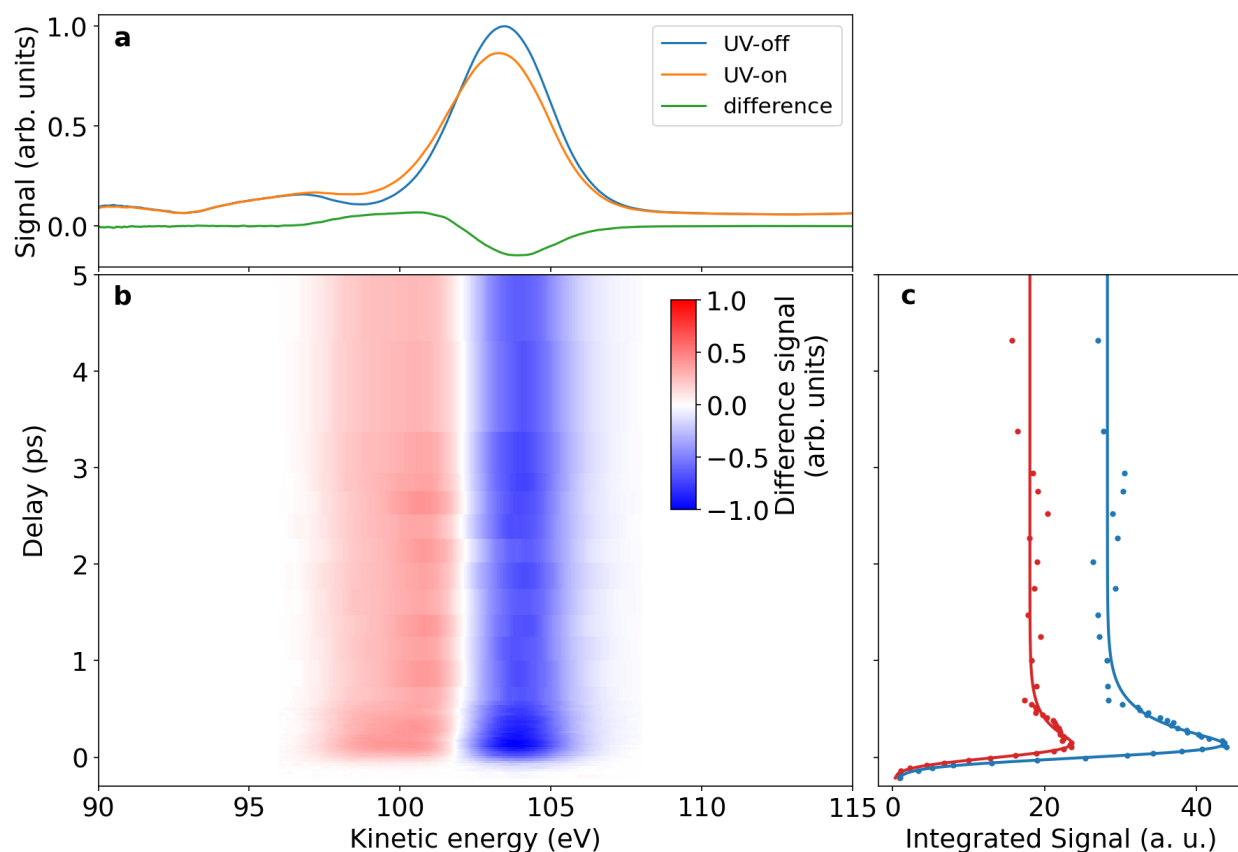 a
Signal (arb. units)
1.0
0.5
0.0
UV-off
UV-on
difference
b
Delay (ps)
5
4
3
2
1
0
1.0
0.5
0.0
−0.5
−1.0
Difference signal
(arb. units)
90
95
100
105
110
115
Kinetic energy (eV)
c
0
20
40
Integrated Signal (a. u.)